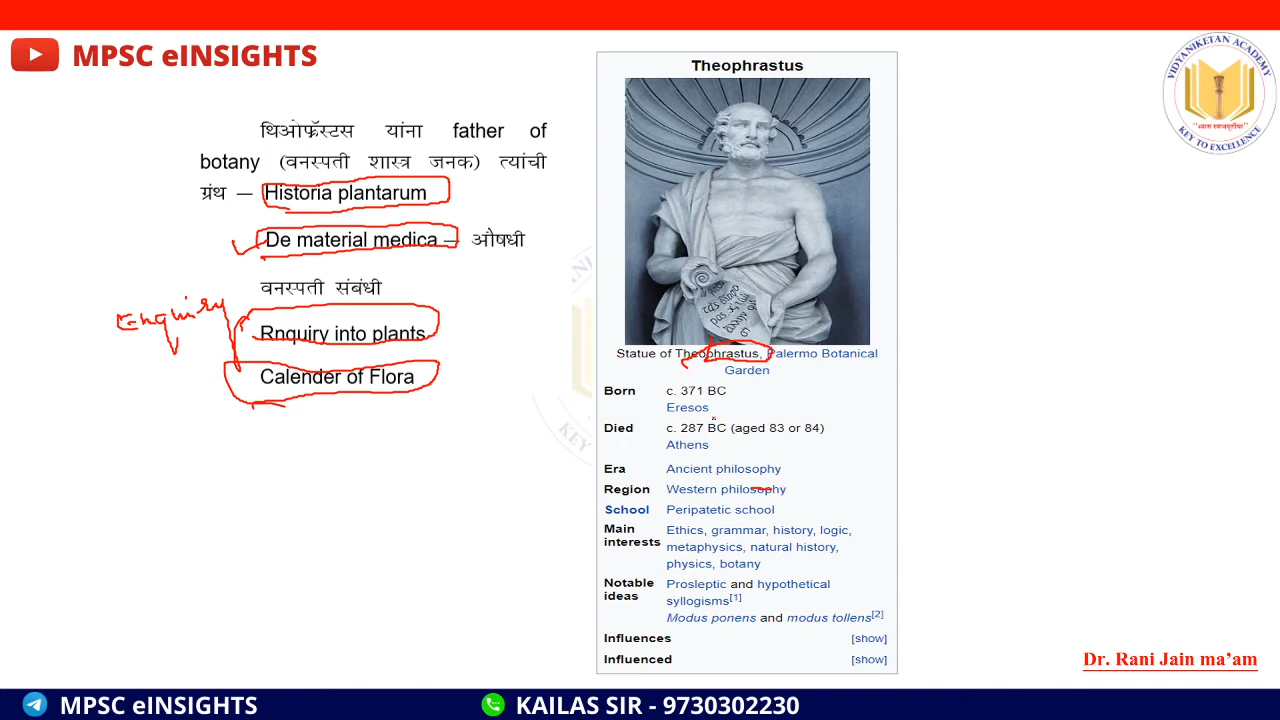 MPSC eINSIGHTS
VIDYANIKETAN ACADEMY
"ध्यास स्वप्नपूर्तीचा"
KEY TO EXCELLENCE
थिओफ्रॅस्टस यांना father of
botany (वनस्पती शास्त्र जनक) त्यांची
ग्रंथ – Historia plantarum
De material medica – औषधी
वनस्पती संबंधी
Enquiry
Rnquiry into plants
Calender of Flora
Theophrastus
Statue of Theophrastus, Palermo Botanical
Garden
Born c. 371 BC
Eresos
Died c. 287 BC (aged 83 or 84)
Athens
Era Ancient philosophy
Region Western philosophy
School Peripatetic school
Main Ethics, grammar, history, logic,
interests metaphysics, natural history,
physics, botany
Notable Prosleptic and hypothetical
ideas syllogisms[1]
Modus ponens and modus tollens[2]
Influences [show]
Influenced [show]
Dr. Rani Jain ma'am
MPSC eINSIGHTS KAILAS SIR - 9730302230